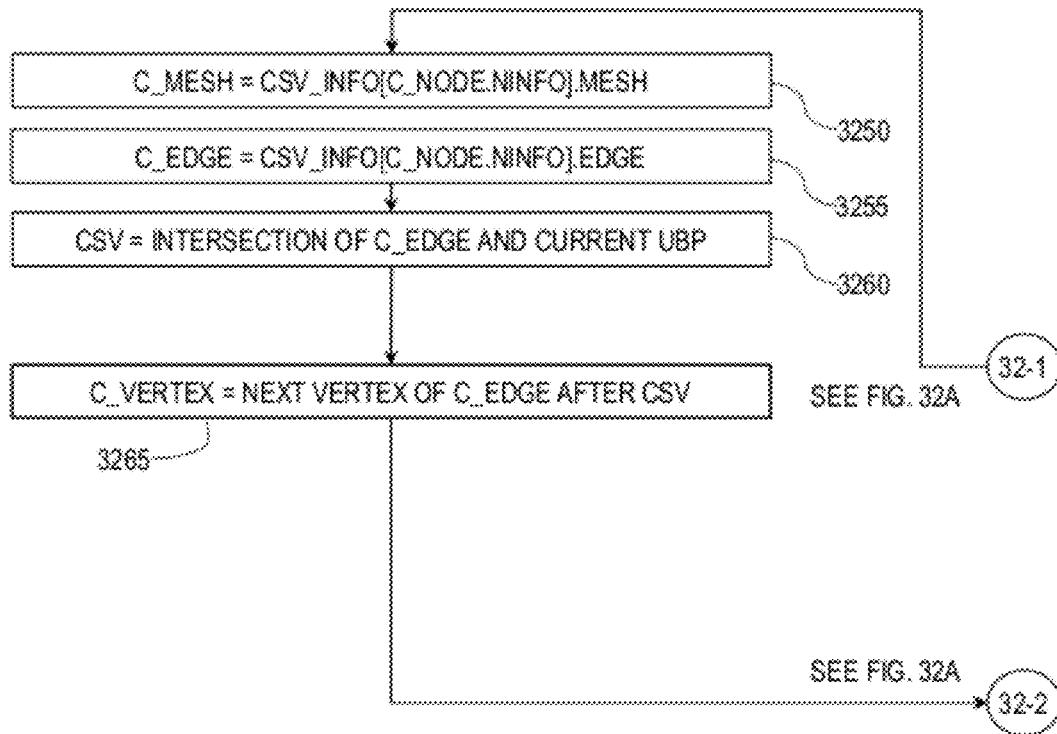 C_MESH = CSV_INFO[C_NODE.NINFO].MESH
3250
C_EDGE = CSV_INFO[C_NODE.NINFO].EDGE
3255
CSV = INTERSECTION OF C_EDGE AND CURRENT UBP
3260
32-1
SEE FIG. 32A
C_VERTEX = NEXT VERTEX OF C_EDGE AFTER CSV
3265
SEE FIG. 32A
32-2